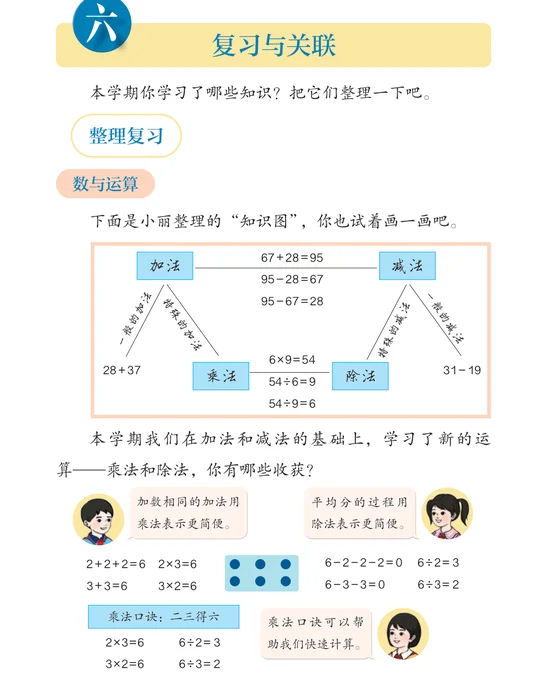 六
复习与关联
本学期你学习了哪些知识？把它们整理一下吧。
整理复习
数与运算
下面是小丽整理的“知识图”，你也试着画一画吧。
加法
67+28=95
减法
95-28=67
95-67=28
一般的加法
特殊的加法
特殊的减法
一般的减法
28+37
乘法
6×9=54
除法
31-19
54÷6=9
54÷9=6
本学期我们在加法和减法的基础上，学习了新的运
算——乘法和除法，你有哪些收获？
加数相同的加法用
乘法表示更简便。
平均分的过程用
除法表示更简便。
2+2+2=6 2×3=6
3+3=6 3×2=6
6-2-2-2=0 6÷2=3
6-3-3=0 6÷3=2
乘法口诀：二三得六
2×3=6 6÷2=3
3×2=6 6÷3=2
乘法口诀可以帮
助我们快速计算。